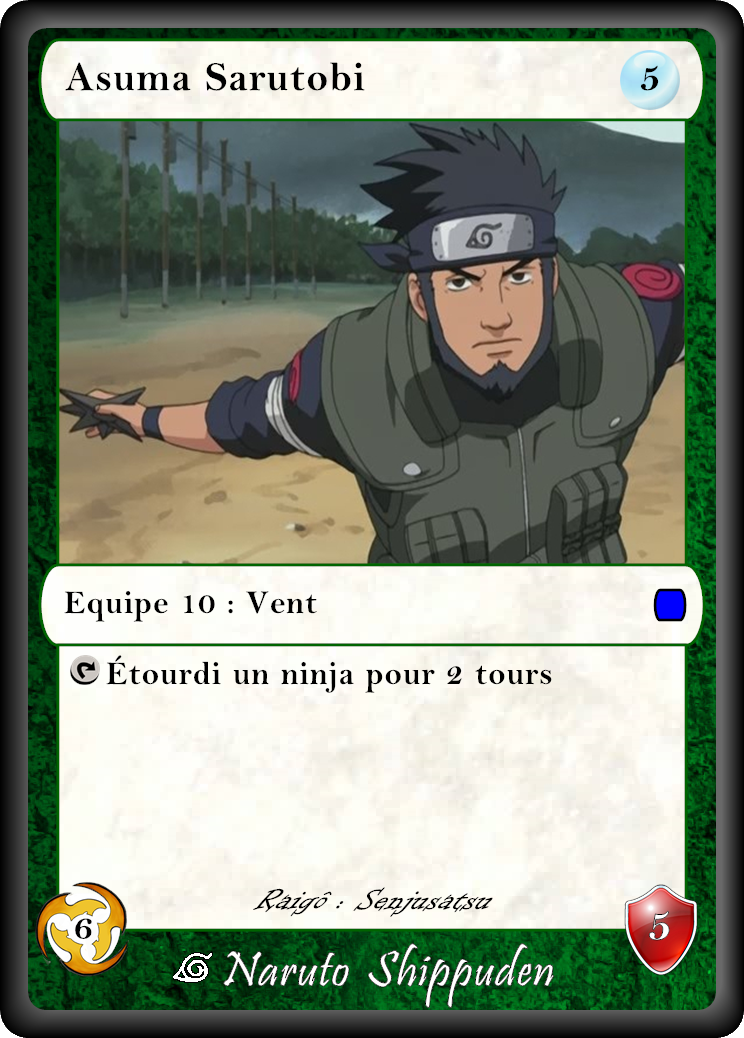 Asuma Sarutobi
5
Equipe 10 : Vent
Étourdi un ninja pour 2 tours
Raigô : Senjusatsu
6
5
Naruto Shippuden